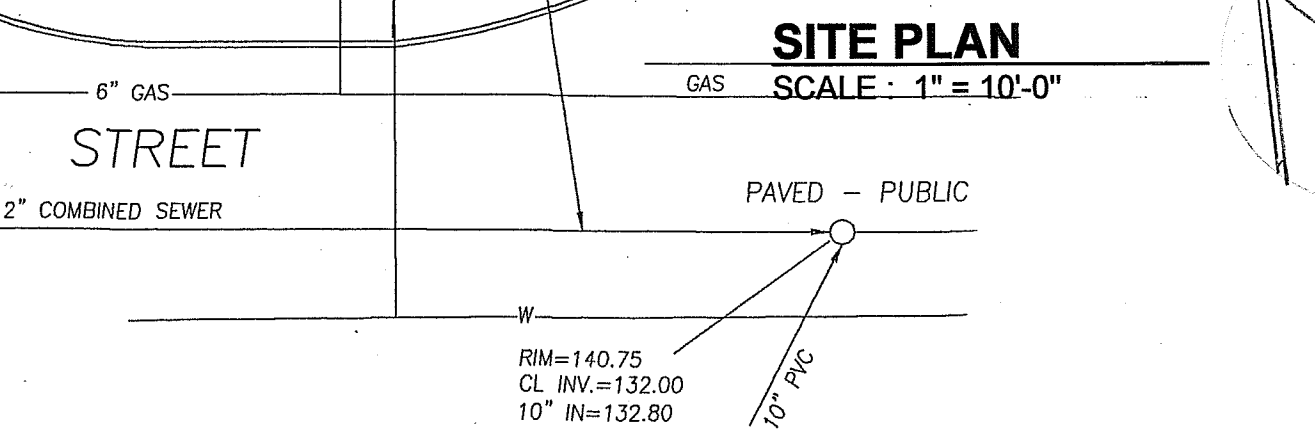 SITE PLAN
6" GAS
GAS
SCALE : 1" = 10'-0"
STREET
PAVED – PUBLIC
2" COMBINED SEWER
W
RIM=140.75
CL INV.=132.00
10" IN=132.80
10" PVC